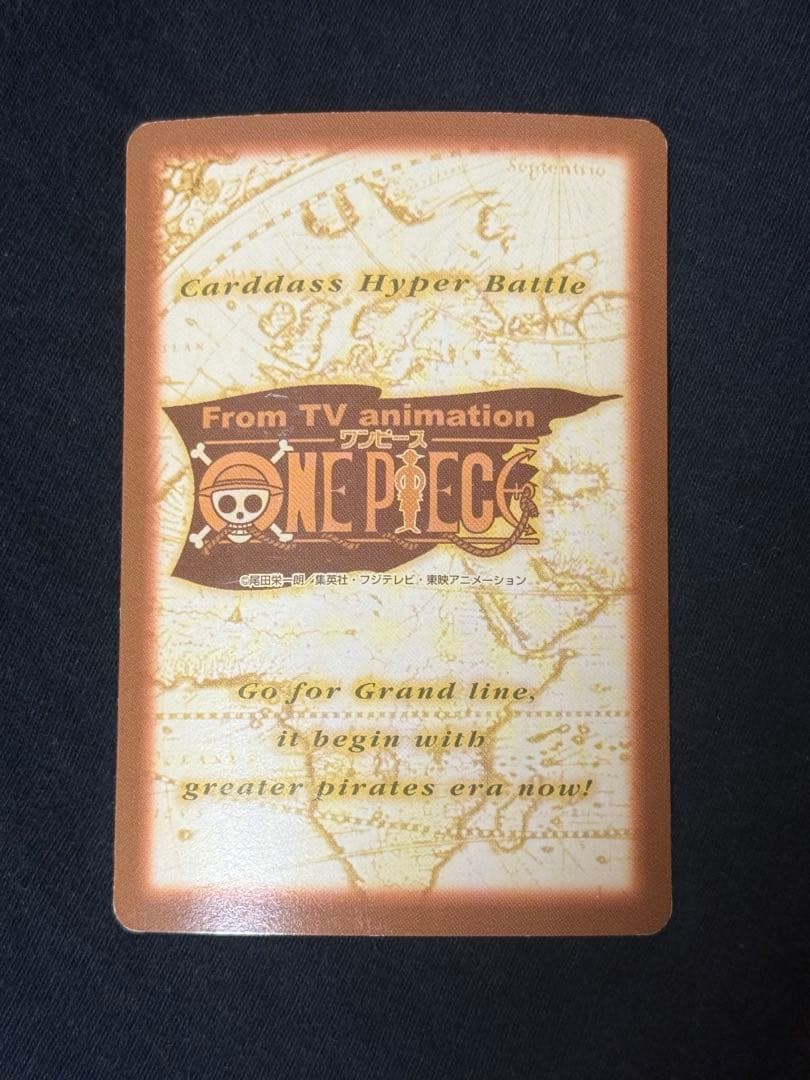 Septentrio
Carddass Hyper Battle
From TV animation
ワンピース
ONE PIECE
©尾田栄一朗／集英社・フジテレビ・東映アニメーション
Go for Grand line,
it begin with
greater pirates era now!